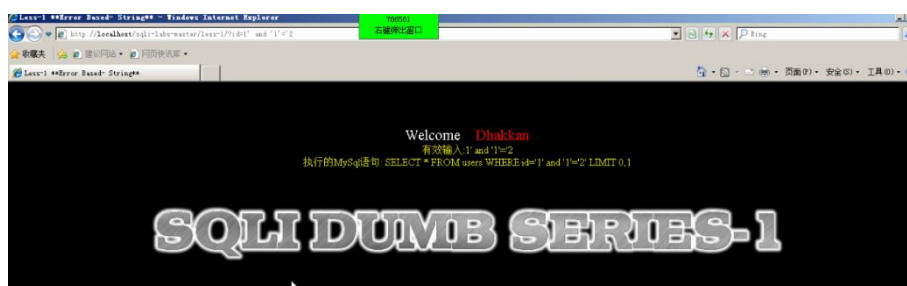 Less-1 **Error Based- String** - Windows Internet Explorer
766561
右键弹出窗口
http://localhost/sqli-labs-master/Less-1/?id=1' and '1'='2
Bing
收藏夹 建议网站 网页快讯库
Less-1 **Error Based- String**
页面(P) 安全(S) 工具(O)
Welcome Dhakkan
有效输入:1' and '1'='2
执行的MySql语句: SELECT * FROM users WHERE id='1' and '1'='2' LIMIT 0,1
SQLI DUMB SERIES-1